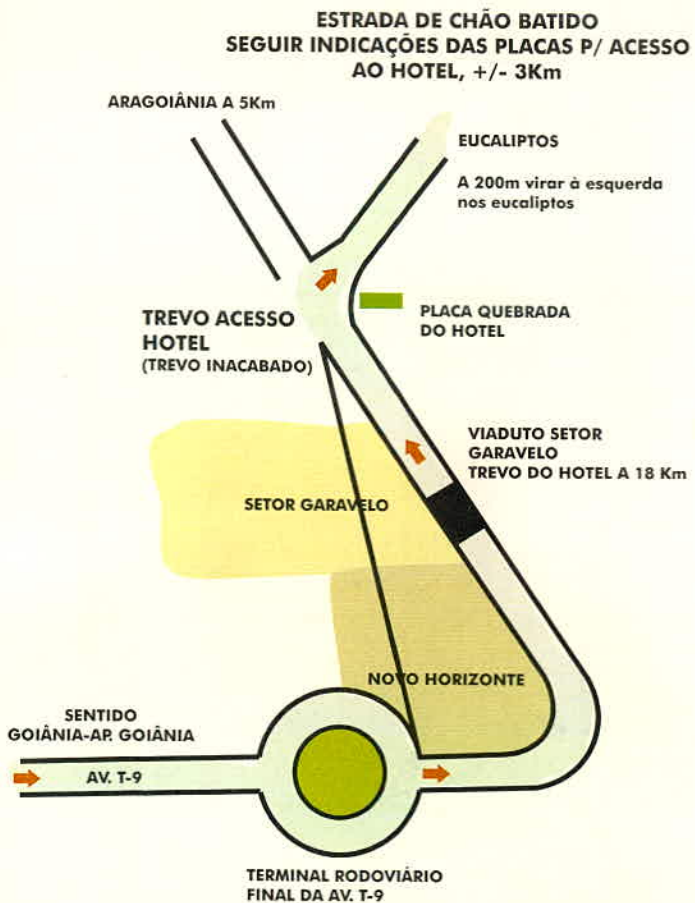 ESTRADA DE CHÃO BATIDO
SEGUIR INDICAÇÕES DAS PLACAS P/ ACESSO
AO HOTEL, +/- 3Km
ARAGOIÂNIA A 5Km
EUCALIPTOS
A 200m virar à esquerda
nos eucaliptos
TREVO ACESSO
HOTEL
(TREVO INACABADO)
PLACA QUEBRADA
DO HOTEL
VIADUTO SETOR
GARAVELO
TREVO DO HOTEL A 18 Km
SETOR GARAVELO
NOVO HORIZONTE
SENTIDO
GOIÂNIA-AP. GOIÂNIA
AV. T-9
TERMINAL RODOVIÁRIO
FINAL DA AV. T-9